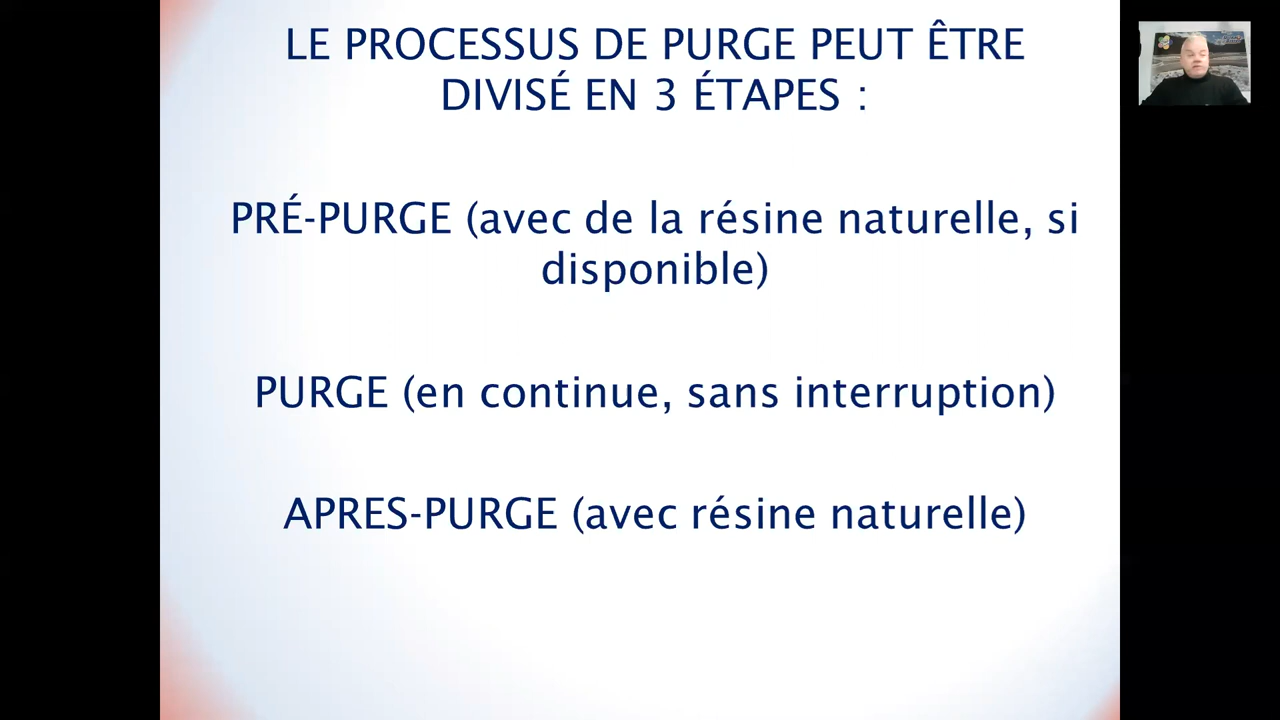 LE PROCESSUS DE PURGE PEUT ÊTRE
DIVISÉ EN 3 ÉTAPES :
PRÉ-PURGE (avec de la résine naturelle, si
disponible)
PURGE (en continue, sans interruption)
APRES-PURGE (avec résine naturelle)